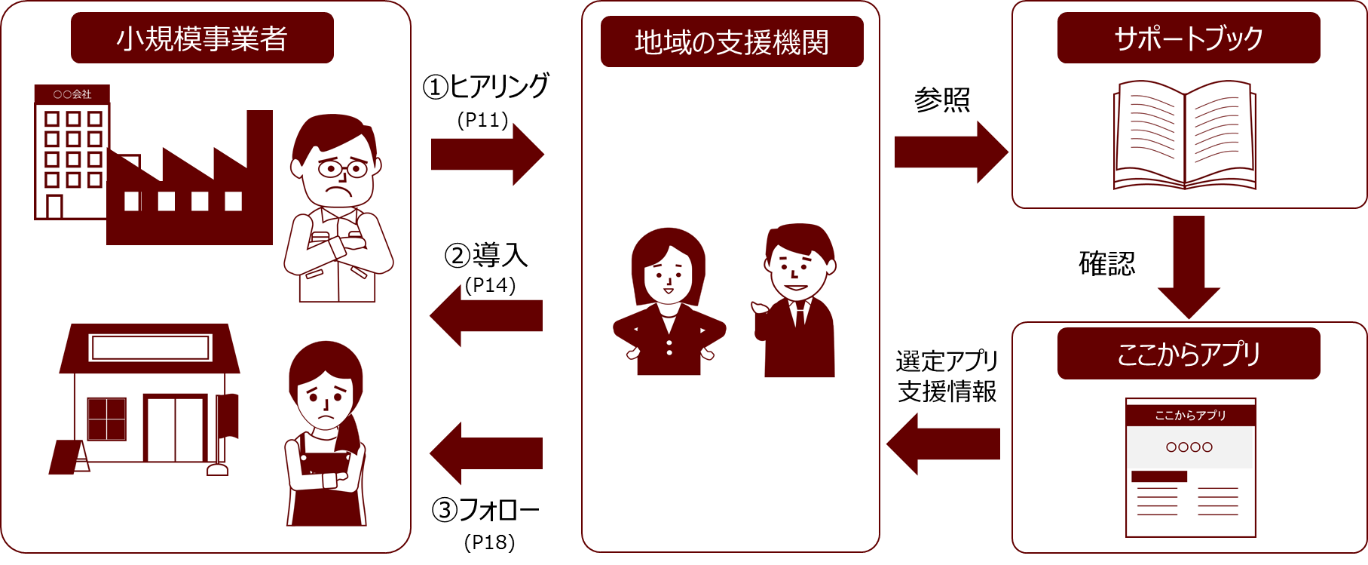 小規模事業者
○○会社
①ヒアリング
(P11)
②導入
(P14)
③フォロー
(P18)
地域の支援機関
参照
サポートブック
確認
ここからアプリ
選定アプリ
支援情報
ここからアプリ
○○○○